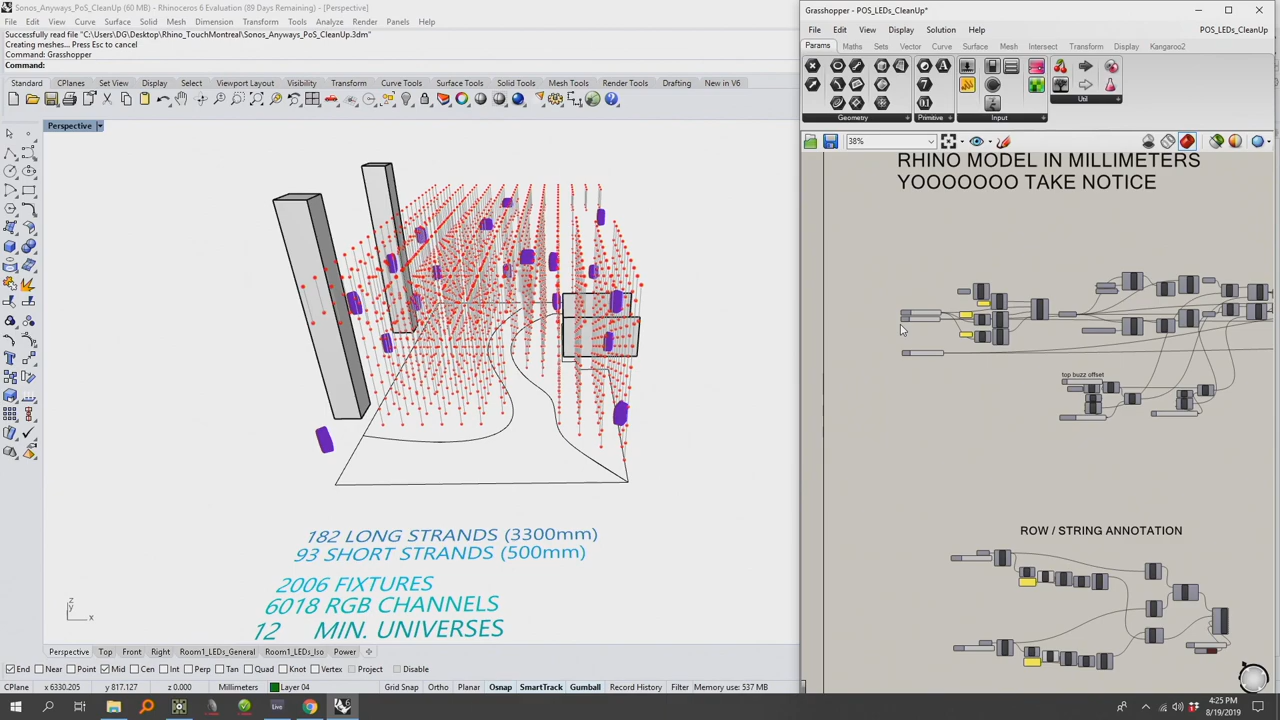 Sonos_Anyways_PoS_CleanUp (60 MB) - Rhinoceros 6 Evaluation (89 Days Remaining) - [Perspective]
File Edit View Curve Surface Solid Mesh Dimension Transform Tools Analyze Render Panels Help
Successfully read file "C:\Users\DG\Desktop\Rhino_TouchMontreal\Sonos_Anyways_PoS_CleanUp.3dm"
Creating meshes... Press Esc to cancel
Command: Grasshopper
Command:
Standard CPlanes Set View Display Select Viewport Layout Curve Tools Surface Tools Solid Tools Mesh Tools Render Tools Drafting New in V6
Perspective
182 LONG STRANDS (3300mm)
93 SHORT STRANDS (500mm)
2006 FIXTURES
6018 RGB CHANNELS
12 MIN. UNIVERSES
z
y
x
Perspective Top Front Right Room1_LEDs_General Room1_LEDs_Iso Power
End Near Point Mid Cen Int Perp Tan Quad Knot Vertex Project Disable
CPlane x 6330.205 y 817.127 z 0.000 Millimeters Layer 04 Grid Snap Ortho Planar Osnap SmartTrack Gumball Record History Filter Memory use: 537 MB
Grasshopper - POS_LEDs_CleanUp*
File Edit View Display Solution Help POS_LEDs_CleanUp
Params Maths Sets Vector Curve Surface Mesh Intersect Transform Display Kangaroo2
Geometry Primitive Input Util
38%
RHINO MODEL IN MILLIMETERS
YOOOOOOO TAKE NOTICE
top buzz offset
ROW / STRING ANNOTATION
Live
4:25 PM
8/19/2019